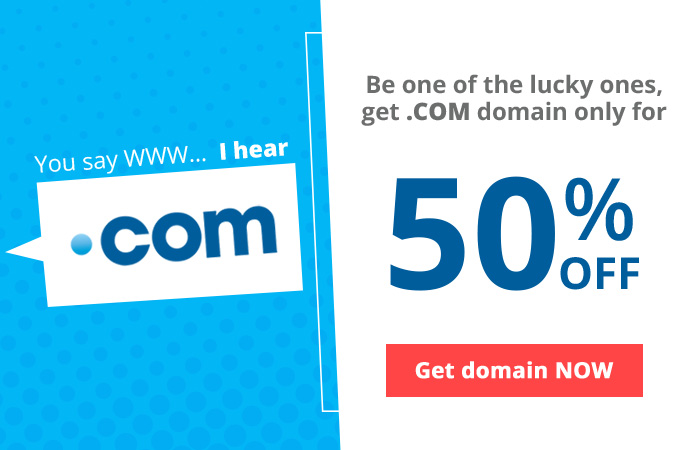 You say WWW... I hear
.com
Be one of the lucky ones,
get .COM domain only for
50%
OFF
Get domain NOW